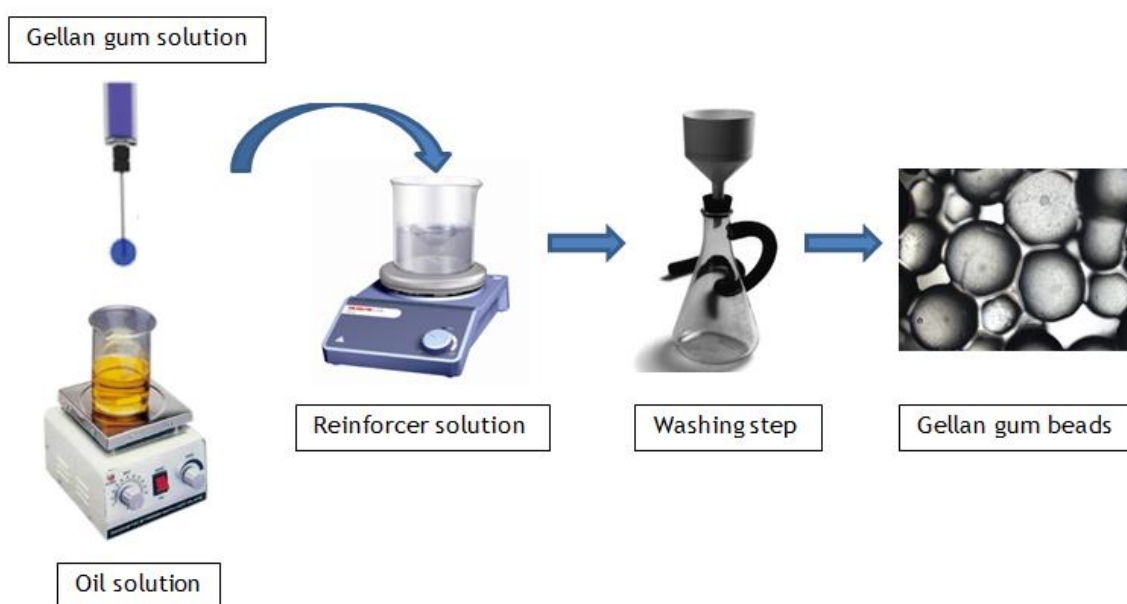 Gellan gum solution
Reinforcer solution
Washing step
Gellan gum beads
Oil solution